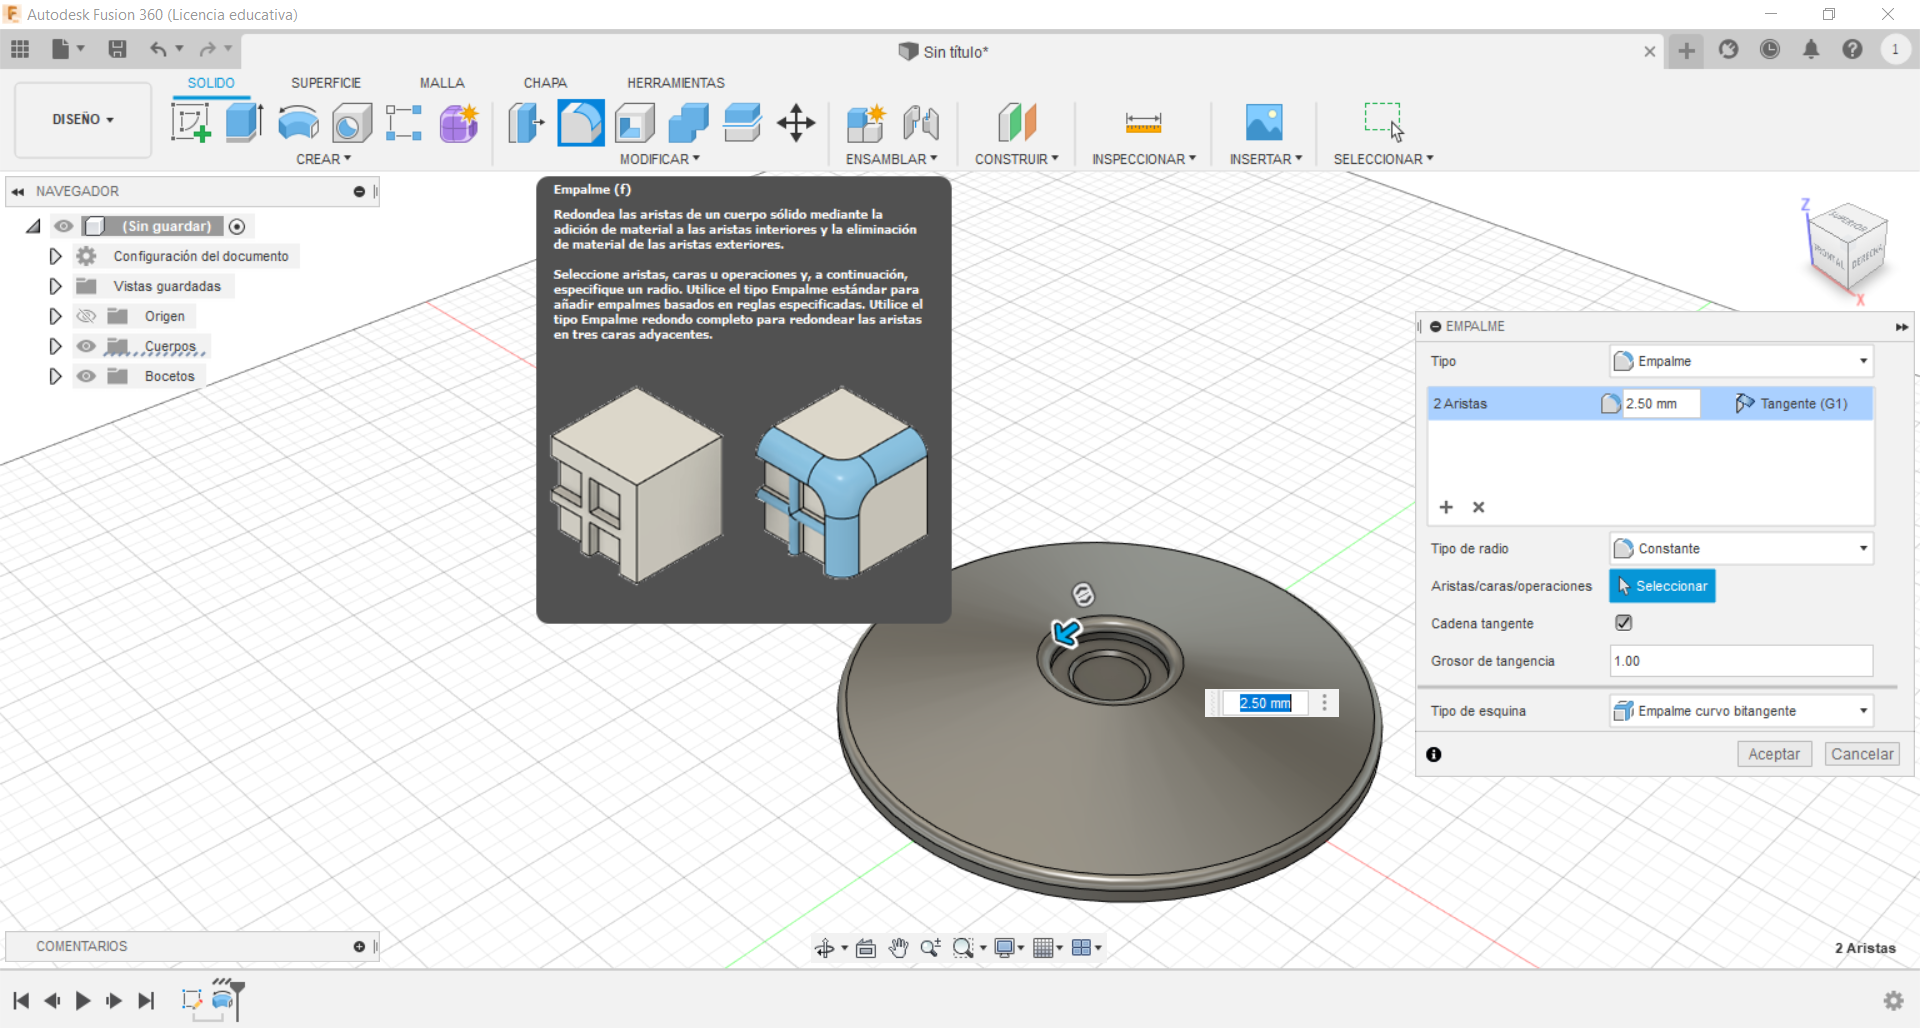 Autodesk Fusion 360 (Licencia educativa)
Sin título*
1
DISEÑO
SOLIDO
SUPERFICIE
MALLA
CHAPA
HERRAMIENTAS
CREAR
MODIFICAR
ENSAMBLAR
CONSTRUIR
INSPECCIONAR
INSERTAR
SELECCIONAR
NAVEGADOR
(Sin guardar)
Configuración del documento
Vistas guardadas
Origen
Cuerpos
Bocetos
Empalme (f)
Redondea las aristas de un cuerpo sólido mediante la
adición de material a las aristas interiores y la eliminación
de material de las aristas exteriores.
Seleccione aristas, caras u operaciones y, a continuación,
especifique un radio. Utilice el tipo Empalme estándar para
añadir empalmes basados en reglas especificadas. Utilice el
tipo Empalme redondo completo para redondear las aristas
en tres caras adyacentes.
Z
SUPERIOR
FRONTAL
DERECHA
X
EMPALME
Tipo
Empalme
2 Aristas
2.50 mm
Tangente (G1)
Tipo de radio
Constante
Aristas/caras/operaciones
Seleccionar
Cadena tangente
Grosor de tangencia
1.00
Tipo de esquina
Empalme curvo bitangente
Aceptar
Cancelar
2.50 mm
COMENTARIOS
2 Aristas